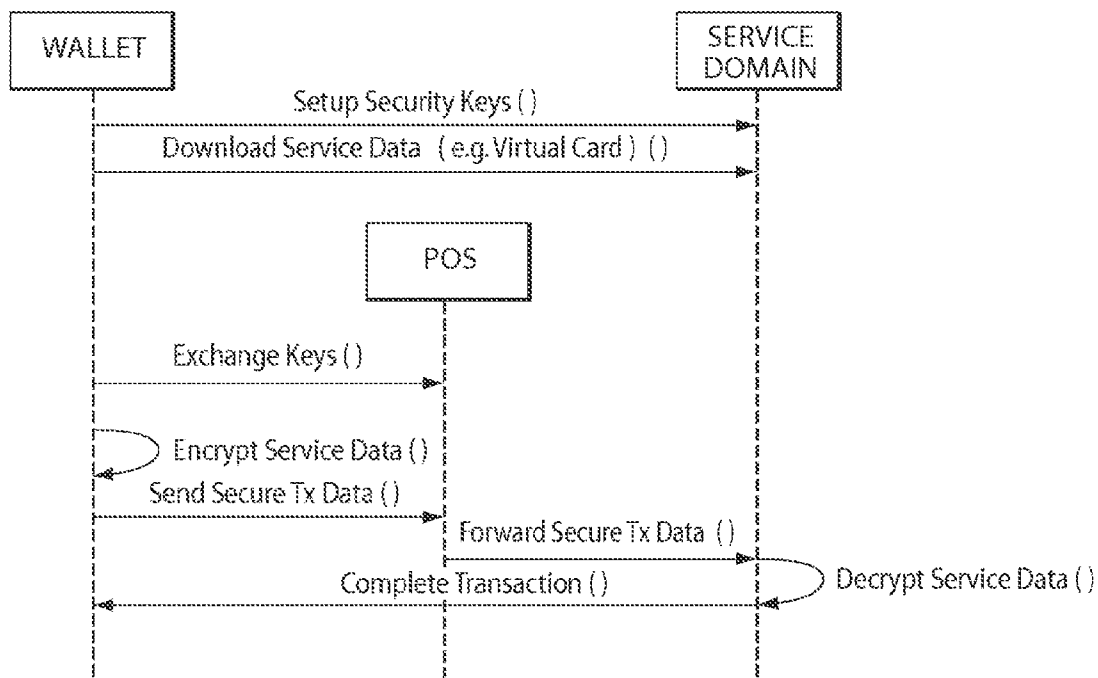 WALLET
SERVICE
DOMAIN
Setup Security Keys ( )
Download Service Data ( e.g. Virtual Card ) ( )
POS
Exchange Keys ( )
Encrypt Service Data ( )
Send Secure Tx Data ( )
Forward Secure Tx Data ( )
Complete Transaction ( )
Decrypt Service Data ( )